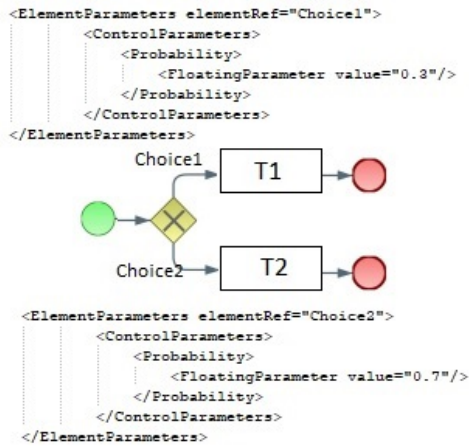 <ElementParameters elementRef="Choice1">
<ControlParameters>
<Probability>
<FloatingParameter value="0.3"/>
</Probability>
</ControlParameters>
</ElementParameters>
Choice1
T1
Choice2
T2
<ElementParameters elementRef="Choice2">
<ControlParameters>
<Probability>
<FloatingParameter value="0.7"/>
</Probability>
</ControlParameters>
</ElementParameters>